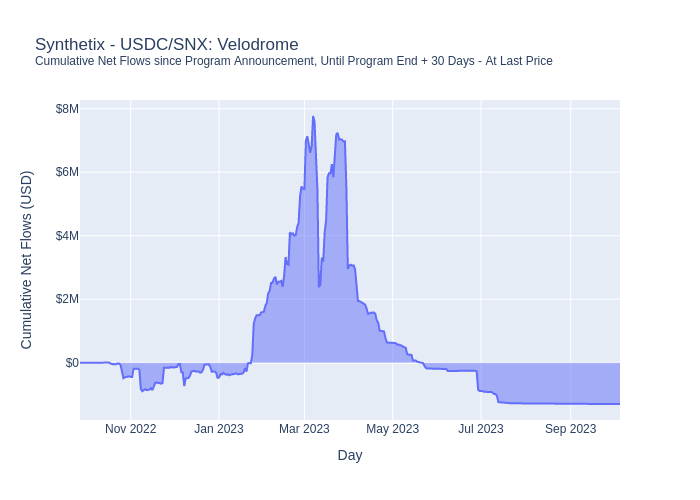 Synthetix - USDC/SNX: Velodrome
Cumulative Net Flows since Program Announcement, Until Program End + 30 Days - At Last Price
Cumulative Net Flows (USD)
$8M
$6M
$4M
$2M
$0
Nov 2022
Jan 2023
Mar 2023
May 2023
Jul 2023
Sep 2023
Day